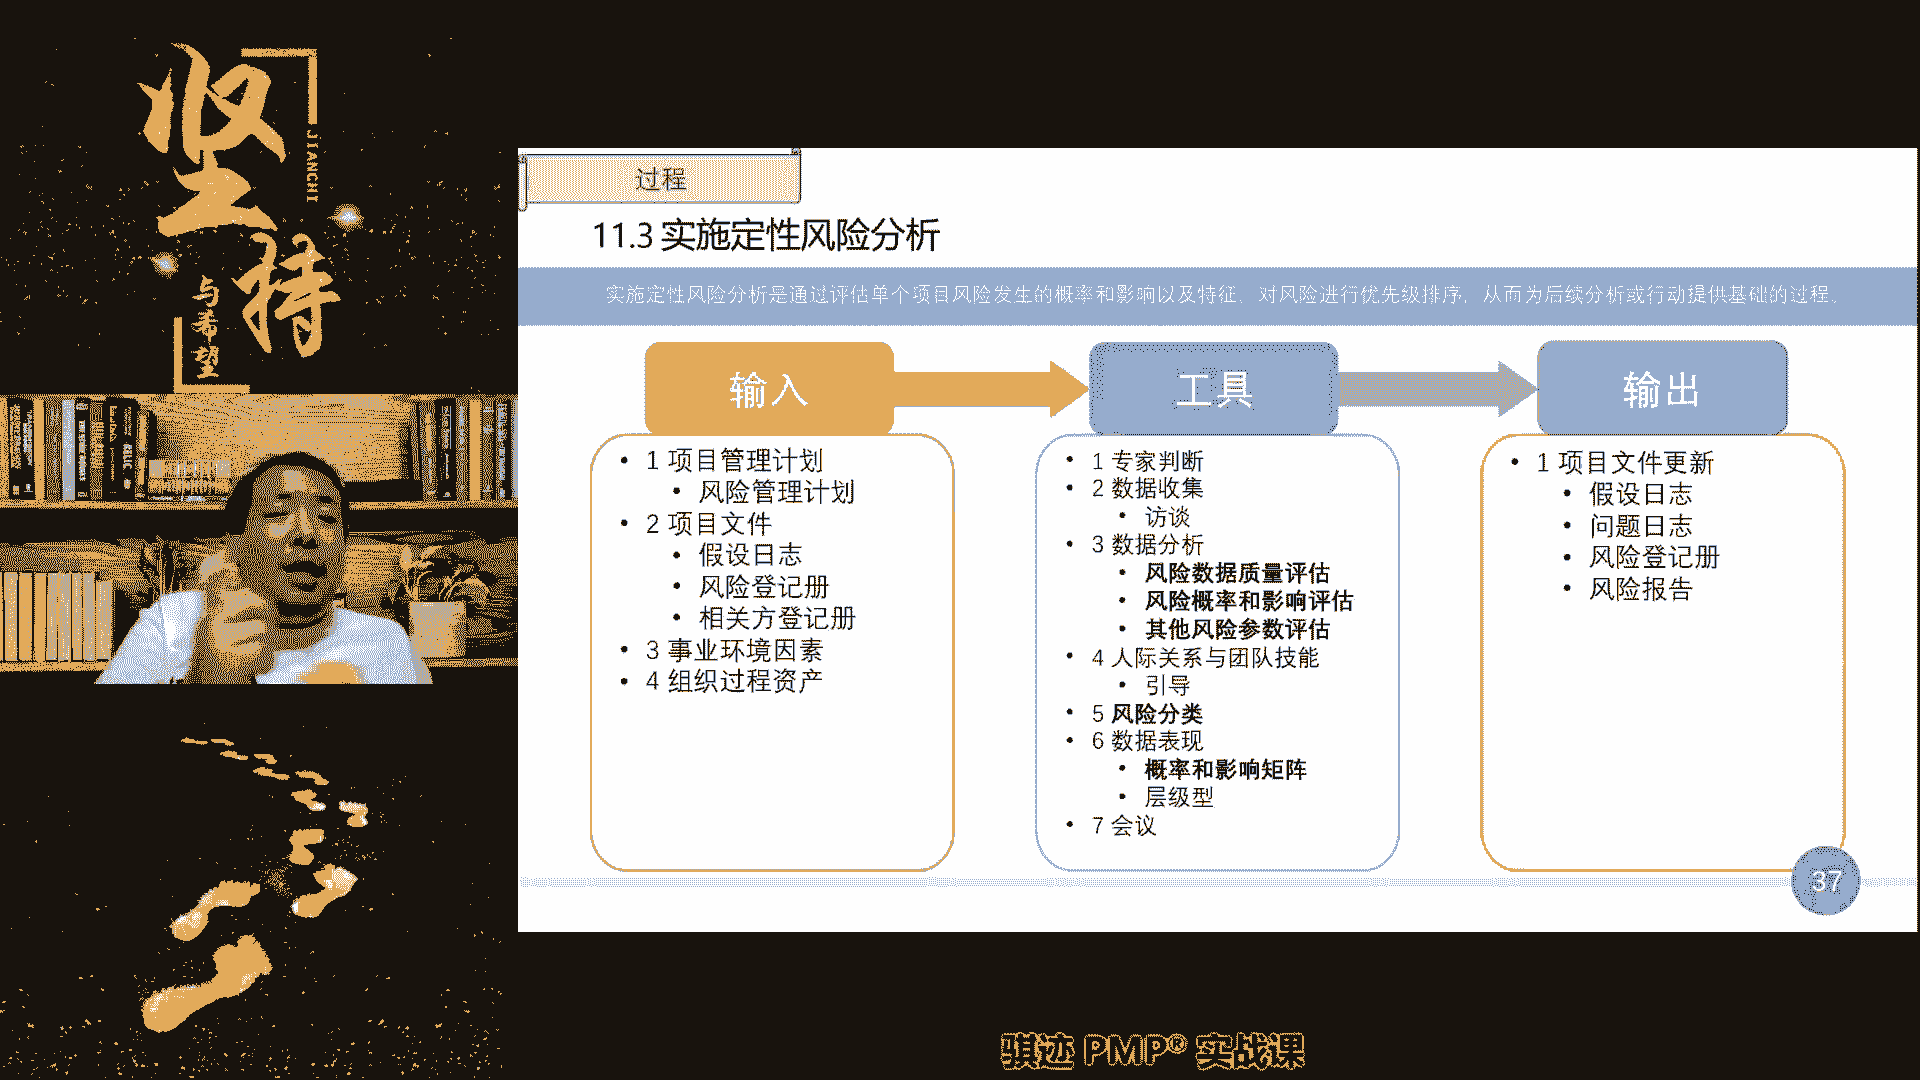 坚持
JIANCHI
与希望
过程
11.3 实施定性风险分析
实施定性风险分析是通过评估单个项目风险发生的概率和影响以及特征，对风险进行优先级排序，从而为后续分析或行动提供基础的过程。
输入
• 1 项目管理计划
• 风险管理计划
• 2 项目文件
• 假设日志
• 风险登记册
• 相关方登记册
• 3 事业环境因素
• 4 组织过程资产
工具
• 1 专家判断
• 2 数据收集
• 访谈
• 3 数据分析
• 风险数据质量评估
• 风险概率和影响评估
• 其他风险参数评估
• 4 人际关系与团队技能
• 引导
• 5 风险分类
• 6 数据表现
• 概率和影响矩阵
• 层级型
• 7 会议
输出
• 1 项目文件更新
• 假设日志
• 问题日志
• 风险登记册
• 风险报告
37
骐迹 PMP® 实战课